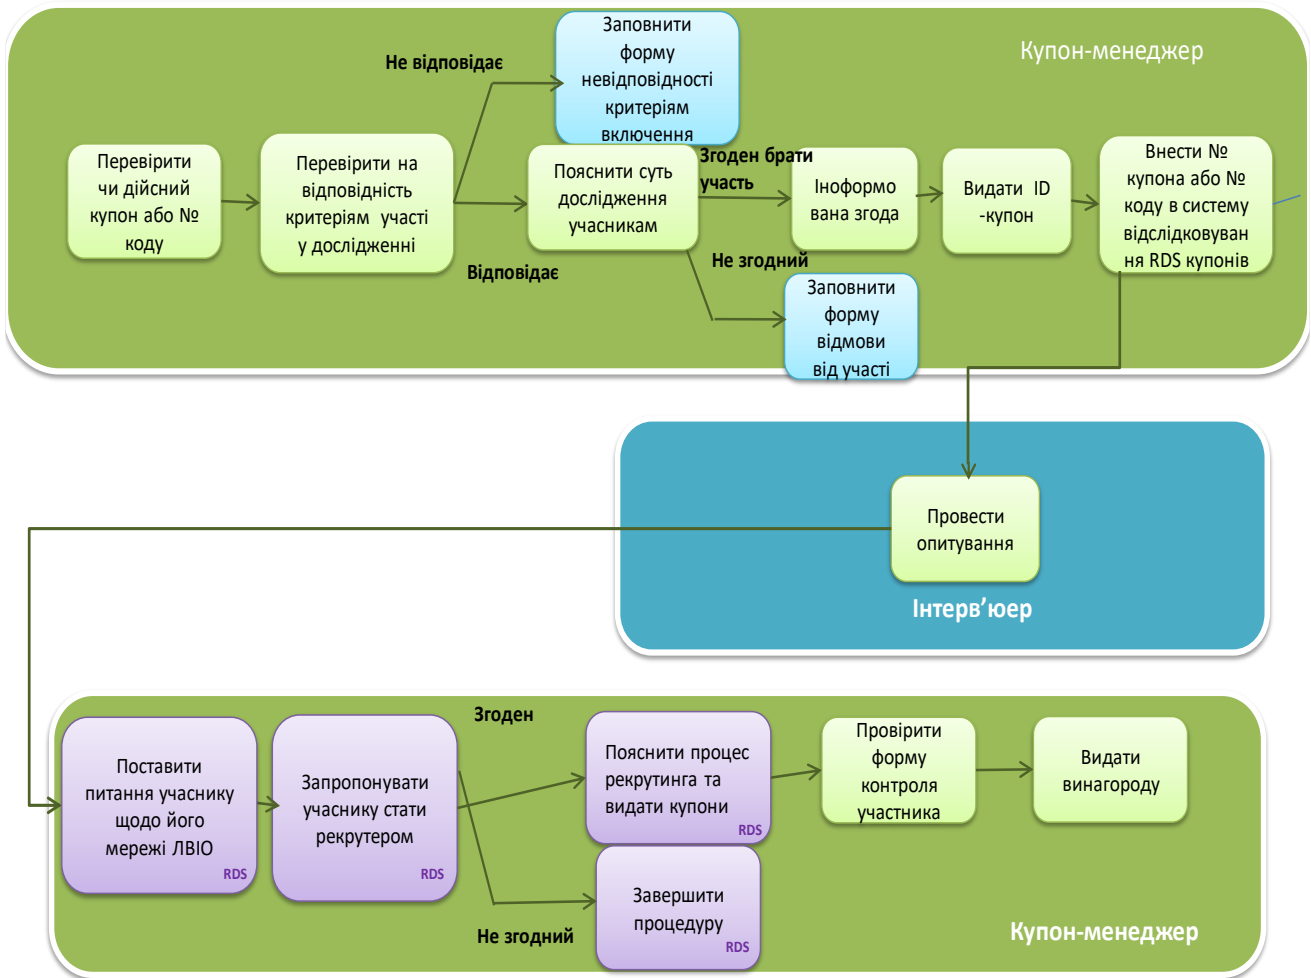 Купон-менеджер
Заповнити
форму
невідповідності
критеріям
включення
Не відповідає
Перевірити
чи дійсний
купон або №
коду
Перевірити на
відповідність
критеріям участі
у дослідженні
Відповідає
Пояснити суть
дослідження
учасникам
Згоден брати
участь
Іноформо
вана згода
Видати ID
-купон
Внести №
купона або №
коду в систему
відслідковуван
ня RDS купонів
Не згодний
Заповнити
форму
відмови
від участі
Провести
опитування
Інтерв’юер
Поставити
питання учаснику
щодо його
мережі ЛВІО
RDS
Запропонувати
учаснику стати
рекрутером
RDS
Згоден
Пояснити процес
рекрутинга та
видати купони
RDS
Провірити
форму
контроля
участника
Видати
винагороду
Не згодний
Завершити
процедуру
RDS
Купон-менеджер